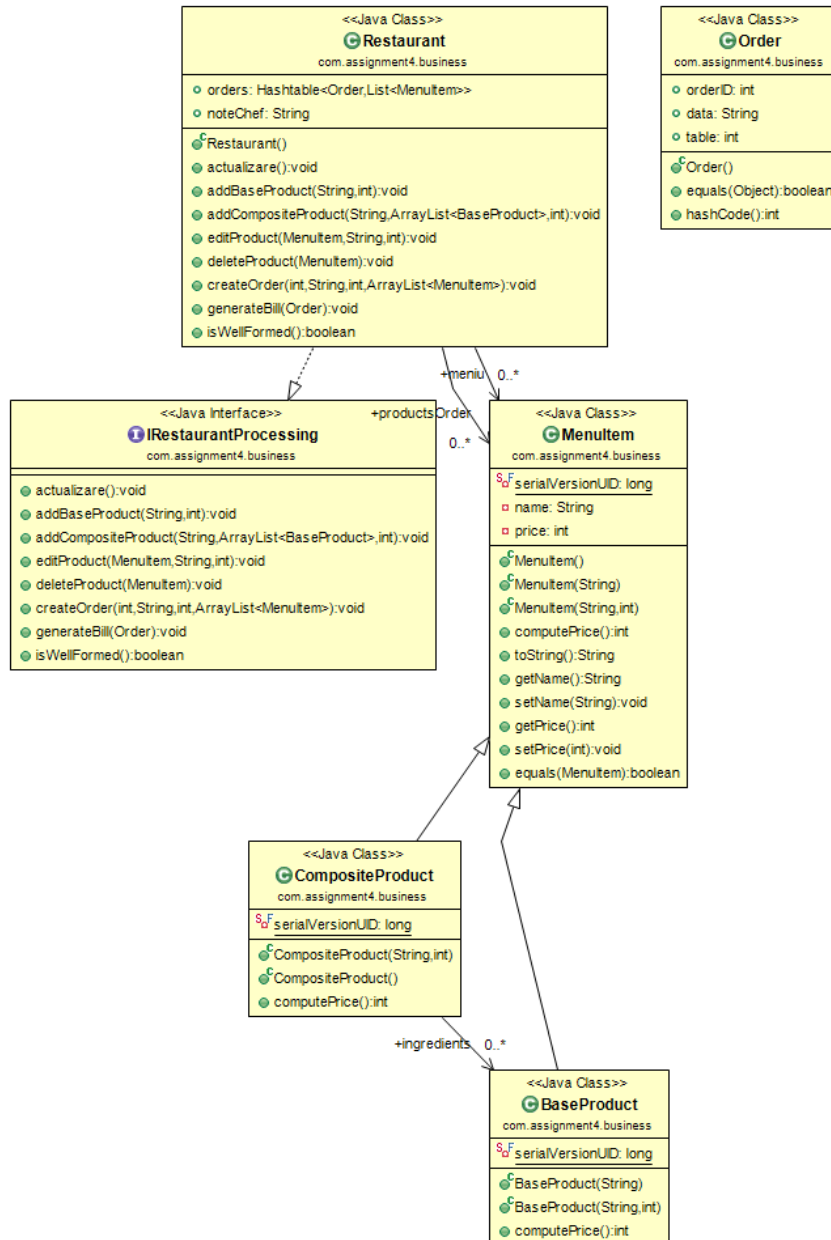 <<Java Class>>
Restaurant
com.assignment4.business
orders: Hashtable<Order,List<MenuItem>>
noteChef: String
Restaurant()
actualizare():void
addBaseProduct(String,int):void
addCompositeProduct(String,ArrayList<BaseProduct>,int):void
editProduct(MenuItem,String,int):void
deleteProduct(MenuItem):void
createOrder(int,String,int,ArrayList<MenuItem>):void
generateBill(Order):void
isWellFormed():boolean
<<Java Class>>
Order
com.assignment4.business
orderID: int
data: String
table: int
Order()
equals(Object):boolean
hashCode():int
+meniu 0..*
+productsOrder
0..*
<<Java Interface>>
IRestaurantProcessing
com.assignment4.business
actualizare():void
addBaseProduct(String,int):void
addCompositeProduct(String,ArrayList<BaseProduct>,int):void
editProduct(MenuItem,String,int):void
deleteProduct(MenuItem):void
createOrder(int,String,int,ArrayList<MenuItem>):void
generateBill(Order):void
isWellFormed():boolean
<<Java Class>>
MenuItem
com.assignment4.business
serialVersionUID: long
name: String
price: int
MenuItem()
MenuItem(String)
MenuItem(String,int)
computePrice():int
toString():String
getName():String
setName(String):void
getPrice():int
setPrice(int):void
equals(MenuItem):boolean
<<Java Class>>
CompositeProduct
com.assignment4.business
serialVersionUID: long
CompositeProduct(String,int)
CompositeProduct()
computePrice():int
+ingredients 0..*
<<Java Class>>
BaseProduct
com.assignment4.business
serialVersionUID: long
BaseProduct(String)
BaseProduct(String,int)
computePrice():int